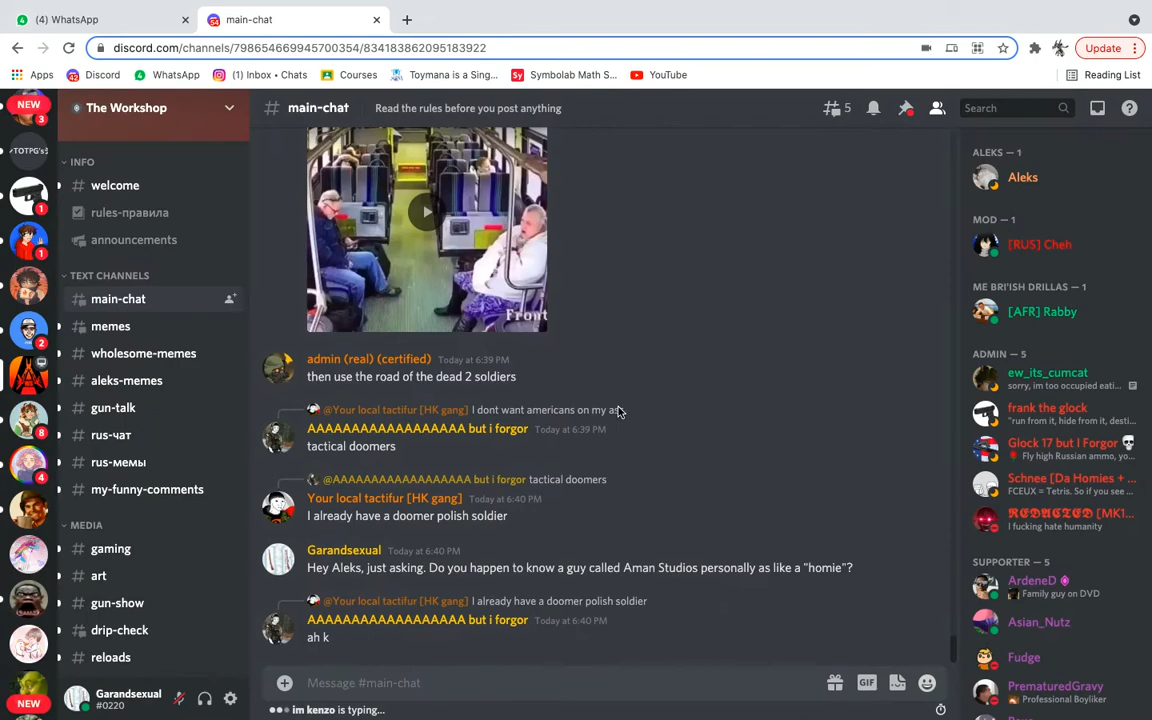 (4) WhatsApp
main-chat
discord.com/channels/798654669945700354/834183862095183922
Update
Apps
Discord
WhatsApp
(1) Inbox • Chats
Courses
Toymana is a Sing...
Symbolab Math S...
YouTube
Reading List
NEW
3
The Workshop
main-chat
Read the rules before you post anything
5
Search
INFO
welcome
rules-правила
announcements
TEXT CHANNELS
main-chat
memes
wholesome-memes
aleks-memes
gun-talk
rus-чат
rus-мемы
my-funny-comments
MEDIA
gaming
art
gun-show
drip-check
reloads
Garandsexual
#0220
1
1
2
8
4
NEW
Front
admin (real) (certified) Today at 6:39 PM
then use the road of the dead 2 soldiers
@Your local tactifur [HK gang] I dont want americans on my ass
AAAAAAAAAAAAAAAAAA but i forgor Today at 6:39 PM
tactical doomers
@AAAAAAAAAAAAAAAAAA but i forgor tactical doomers
Your local tactifur [HK gang] Today at 6:40 PM
I already have a doomer polish soldier
Garandsexual Today at 6:40 PM
Hey Aleks, just asking. Do you happen to know a guy called Aman Studios personally as like a "homie"?
@Your local tactifur [HK gang] I already have a doomer polish soldier
AAAAAAAAAAAAAAAAAA but i forgor Today at 6:40 PM
ah k
Message #main-chat
GIF
im kenzo is typing...
ALEKS — 1
Aleks
MOD — 1
[RUS] Cheh
ME BRI'ISH DRILLAS — 1
[AFR] Rabby
ADMIN — 5
ew_its_cumcat
sorry, im too occupied eati...
frank the glock
"run from it, hide from it, desti...
Glock 17 but I Forgor 💀
Fly high Russian ammo, yo...
Schnee [Da Homies + ...
FCEUX = Tetris. So if you see ...
[MK1...
I fucking hate humanity
SUPPORTER — 5
ArdeneD
Family guy on DVD
Asian_Nutz
Fudge
PrematuredGravy
Professional Boyliker